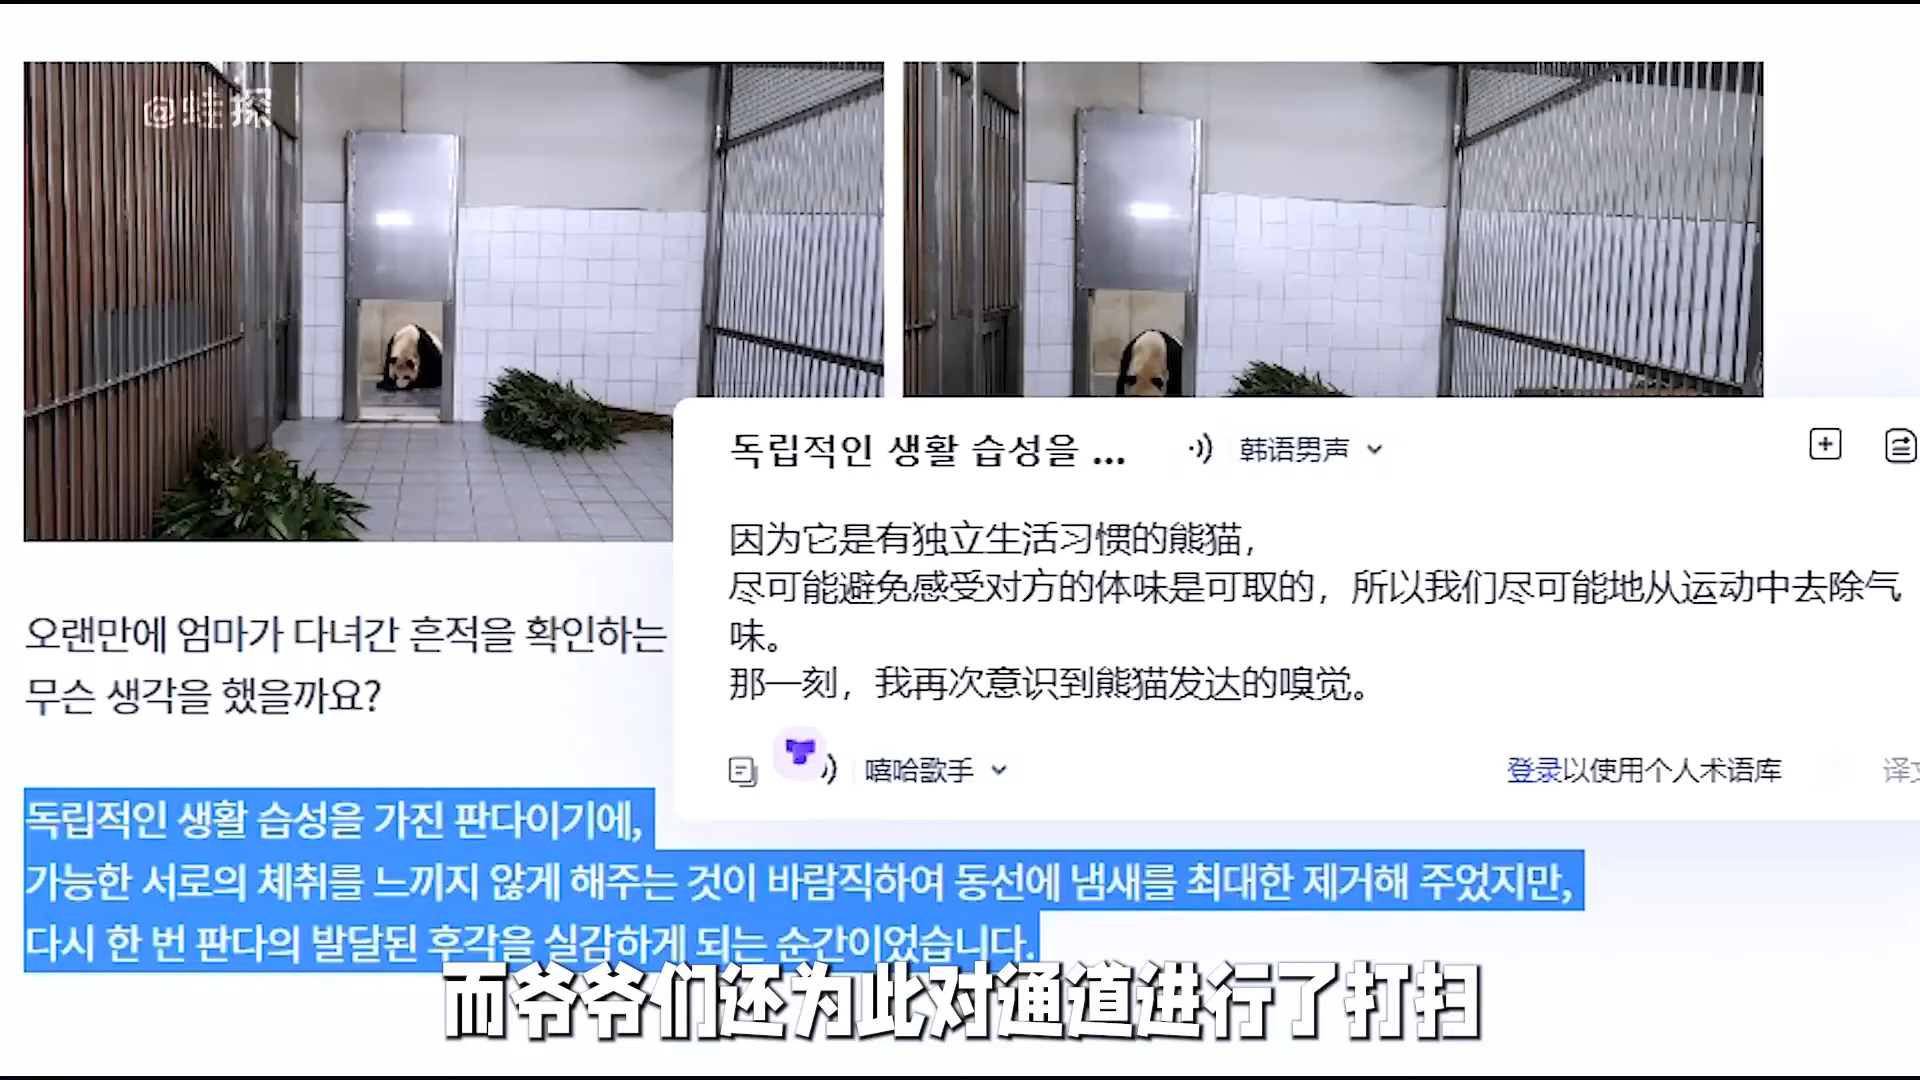 @蛙探
독립적인 생활 습성을 ...
韩语男声
因为它是有独立生活习惯的熊猫，
尽可能避免感受对方的体味是可取的，所以我们尽可能地从运动中去除气
味。
那一刻，我再次意识到熊猫发达的嗅觉。
嘻哈歌手
登录以使用个人术语库
译文
오랜만에 엄마가 다녀간 흔적을 확인하는
무슨 생각을 했을까요?
독립적인 생활 습성을 가진 판다이기에,
가능한 서로의 체취를 느끼지 않게 해주는 것이 바람직하여 동선에 냄새를 최대한 제거해 주었지만,
다시 한 번 판다의 발달된 후각을 실감하게 되는 순간이었습니다.
而爷爷们还为此对通道进行了打扫